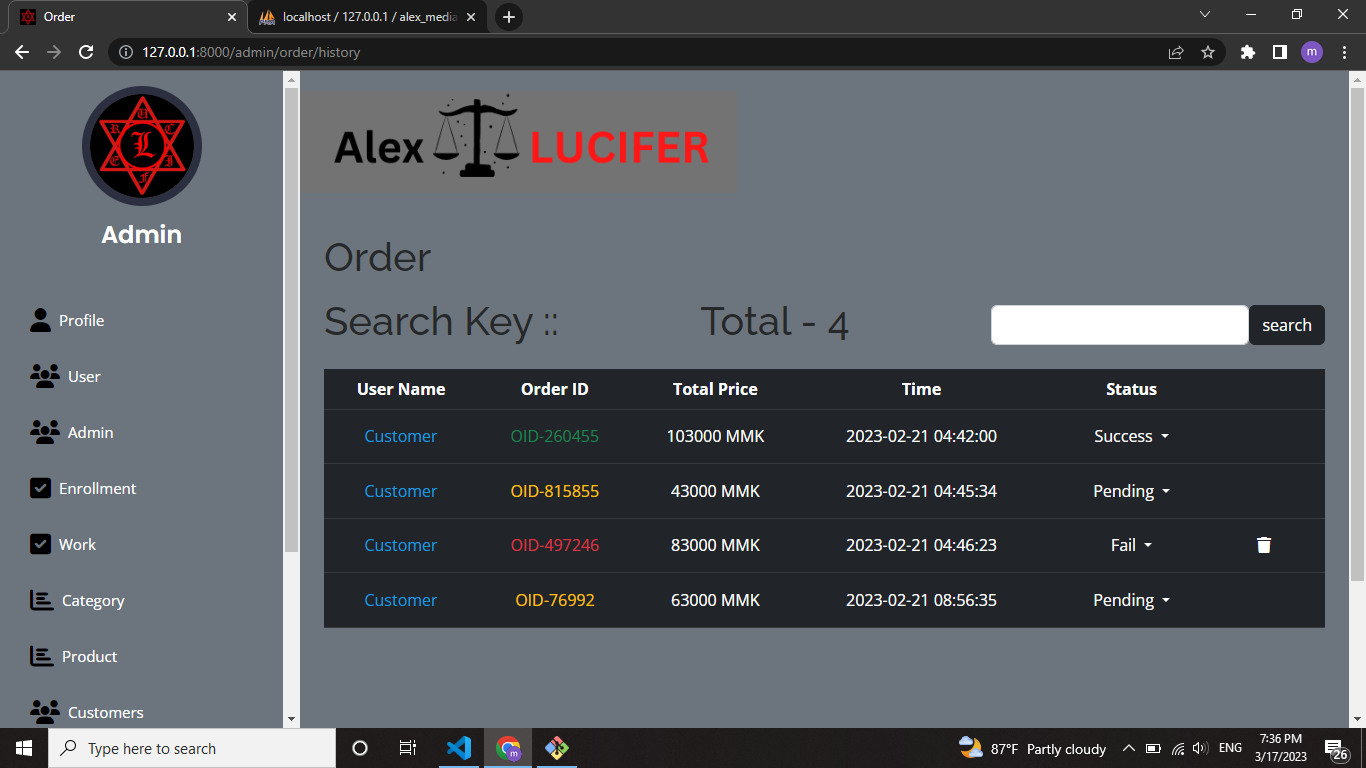 Order
localhost / 127.0.0.1 / alex_media
127.0.0.1:8000/admin/order/history
m
U
R
C
L
E
I
F
Admin
Profile
User
Admin
Enrollment
Work
Category
Product
Customers
Alex LUCIFER
Order
Search Key ::
Total - 4
search
User Name Order ID Total Price Time Status
Customer OID-260455 103000 MMK 2023-02-21 04:42:00 Success
Customer OID-815855 43000 MMK 2023-02-21 04:45:34 Pending
Customer OID-497246 83000 MMK 2023-02-21 04:46:23 Fail
Customer OID-76992 63000 MMK 2023-02-21 08:56:35 Pending
Type here to search
m
87°F Partly cloudy
ENG
7:36 PM
3/17/2023
26